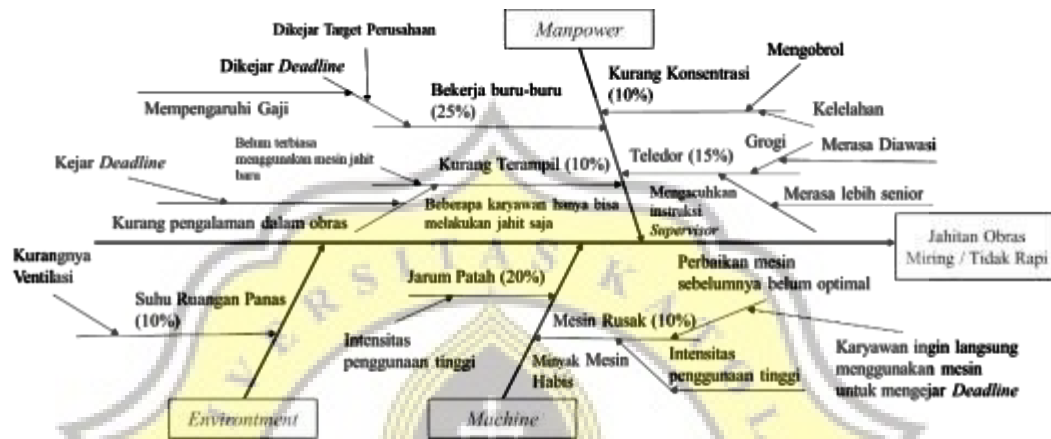 Dikejar Target Perusahaan
Manpower
Dikejar Deadline
Mempengaruhi Gaji
Bekerja buru-buru
(25%)
Kurang Konsentrasi
(10%)
Mengobrol
Kelelahan
Grogi
Merasa Diawasi
Teledor (15%)
Merasa lebih senior
Mengacuhkan
instruksi
Supervisor
Belum terbiasa
menggunakan mesin jahit
baru
Kurang Terampil (10%)
Kejar Deadline
Kurang pengalaman dalam obras
Beberapa karyawan hanya bisa
melakukan jahit saja
Jahitan Obras
Miring / Tidak Rapi
Kurangnya
Ventilasi
Suhu Ruangan Panas
(10%)
Environtment
Jarum Patah (20%)
Intensitas
penggunaan tinggi
Mesin Rusak (10%)
Minyak Mesin
Habis
Perbaikan mesin
sebelumnya belum optimal
Intensitas
penggunaan tinggi
Karyawan ingin langsung
menggunakan mesin
untuk mengejar Deadline
Machine
VERSITAS KATOL